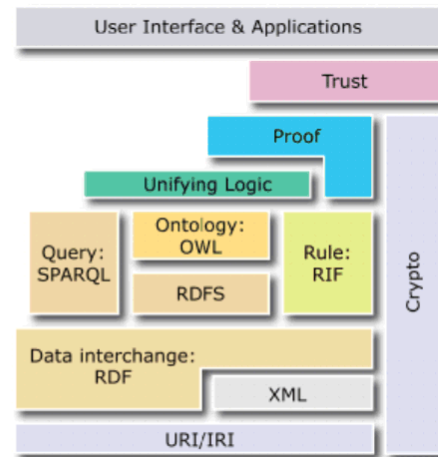 User Interface & Applications
Trust
Proof
Unifying Logic
Query:
SPARQL
Ontology:
OWL
RDFS
Rule:
RIF
Crypto
Data interchange:
RDF
XML
URI/IRI